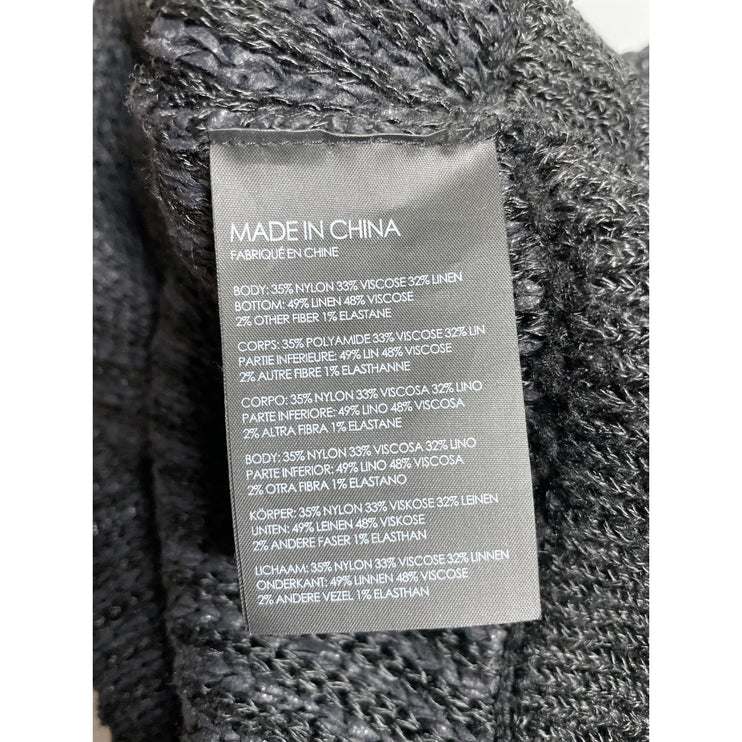 MADE IN CHINA
FABRIQUÉ EN CHINE
BODY: 35% NYLON 33% VISCOSE 32% LINEN
BOTTOM: 49% LINEN 48% VISCOSE
2% OTHER FIBER 1% ELASTANE
CORPS: 35% POLYAMIDE 33% VISCOSE 32% LIN
PARTIE INFERIEURE: 49% LIN 48% VISCOSE
2% AUTRE FIBRE 1% ELASTHANNE
CORPO: 35% NYLON 33% VISCOSA 32% LINO
PARTE INFERIORE: 49% LINO 48% VISCOSA
2% ALTRA FIBRA 1% ELASTANE
BODY: 35% NYLON 33% VISCOSA 32% LINO
PARTE INFERIOR: 49% LINO 48% VISCOSA
2% OTRA FIBRA 1% ELASTANO
KÖRPER: 35% NYLON 33% VISKOSE 32% LEINEN
UNTEN: 49% LEINEN 48% VISKOSE
2% ANDERE FASER 1% ELASTHAN
LICHAAM: 35% NYLON 33% VISCOSE 32% LINNEN
ONDERKANT: 49% LINNEN 48% VISCOSE
2% ANDERE VEZEL 1% ELASTHAN